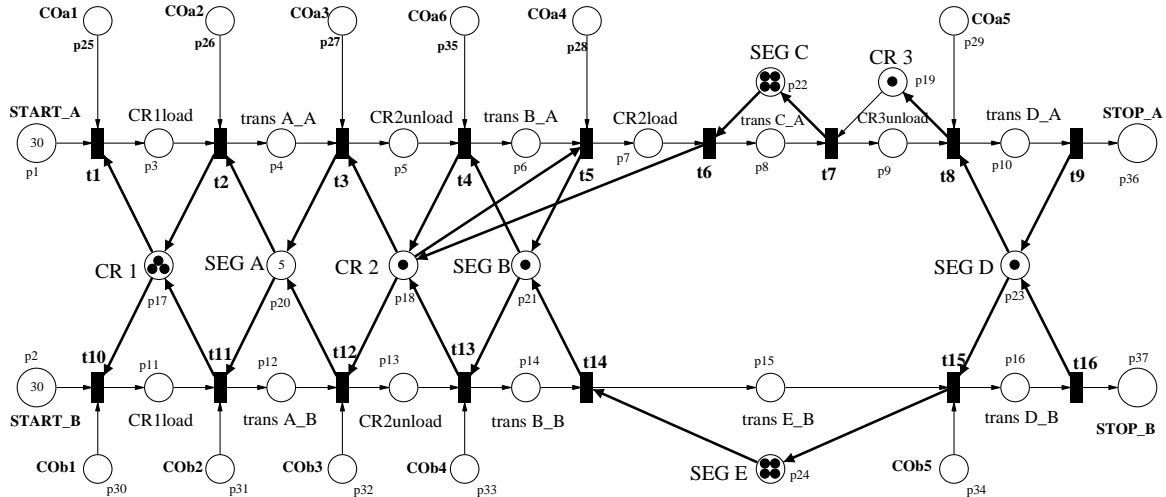 COa1 COa2 COa3 COa6 COa4 COa5
p25 p26 p27 p35 p28 p29
SEG C CR 3
p22 p19
START_A CR1load trans A_A CR2unload trans B_A CR2load trans C_A CR3unload trans D_A STOP_A
30
p1 t1 p3 t2 p4 t3 p5 t4 p6 t5 p7 t6 p8 t7 p9 t8 p10 t9 p36
CR 1 SEG A 5 CR 2 SEG B SEG D
p17 p20 p18 p21 p23
p2 t10 p11 t11 p12 t12 p13 t13 p14 t14 p15 t15 p16 t16 p37
30
START_B CR1load trans A_B CR2unload trans B_B trans E_B trans D_B STOP_B
COb1 COb2 COb3 COb4 SEG E COb5
p30 p31 p32 p33 p24 p34